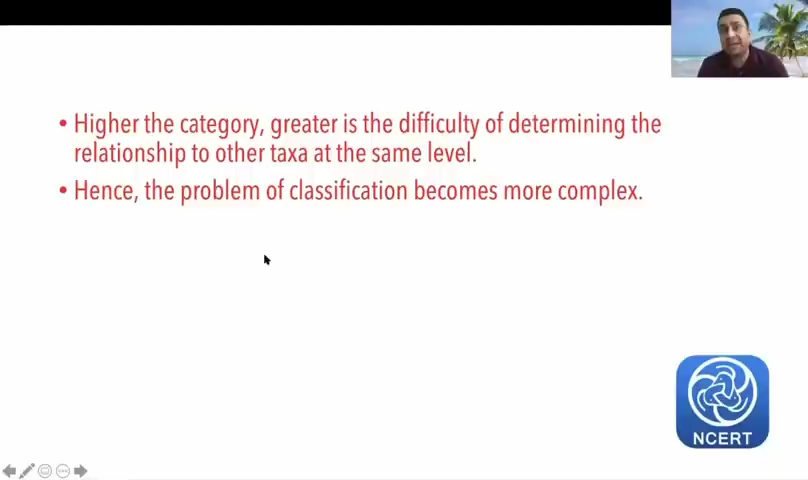 • Higher the category, greater is the difficulty of determining the
relationship to other taxa at the same level.
• Hence, the problem of classification becomes more complex.
NCERT